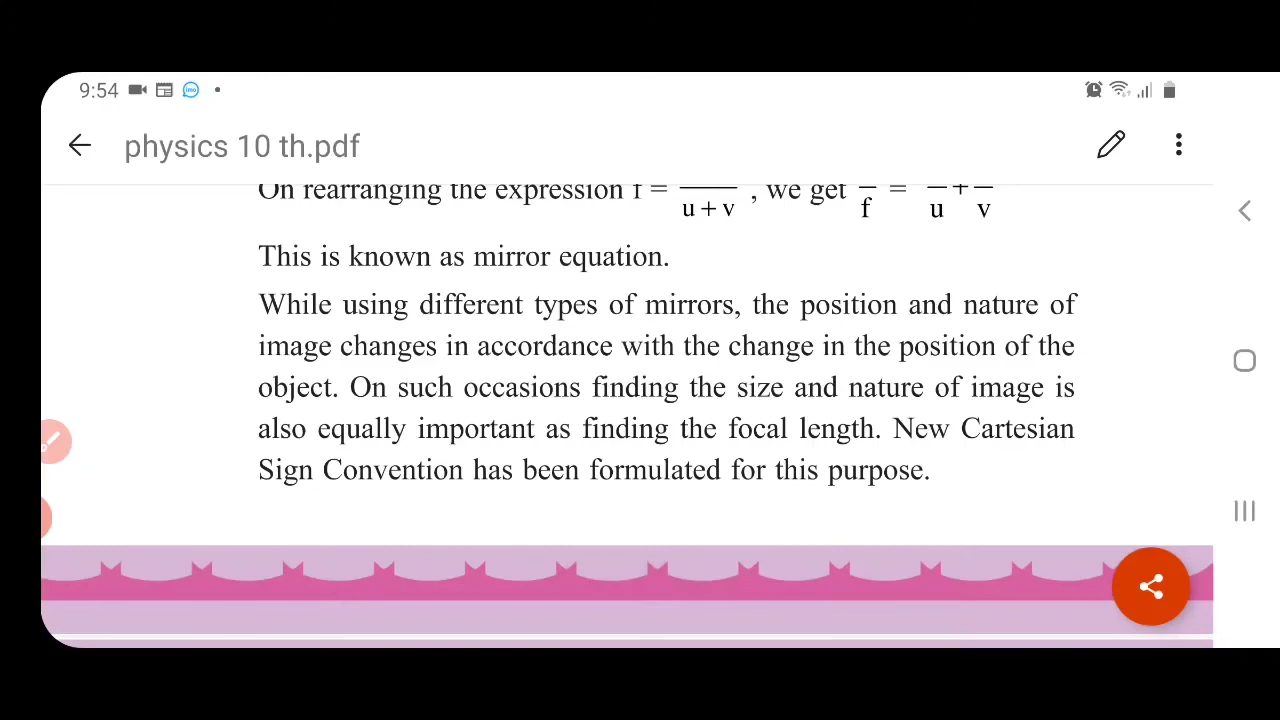 9:54
physics 10 th.pdf
On rearranging the expression f = u + v , we get f = u + v
This is known as mirror equation.
While using different types of mirrors, the position and nature of
image changes in accordance with the change in the position of the
object. On such occasions finding the size and nature of image is
also equally important as finding the focal length. New Cartesian
Sign Convention has been formulated for this purpose.